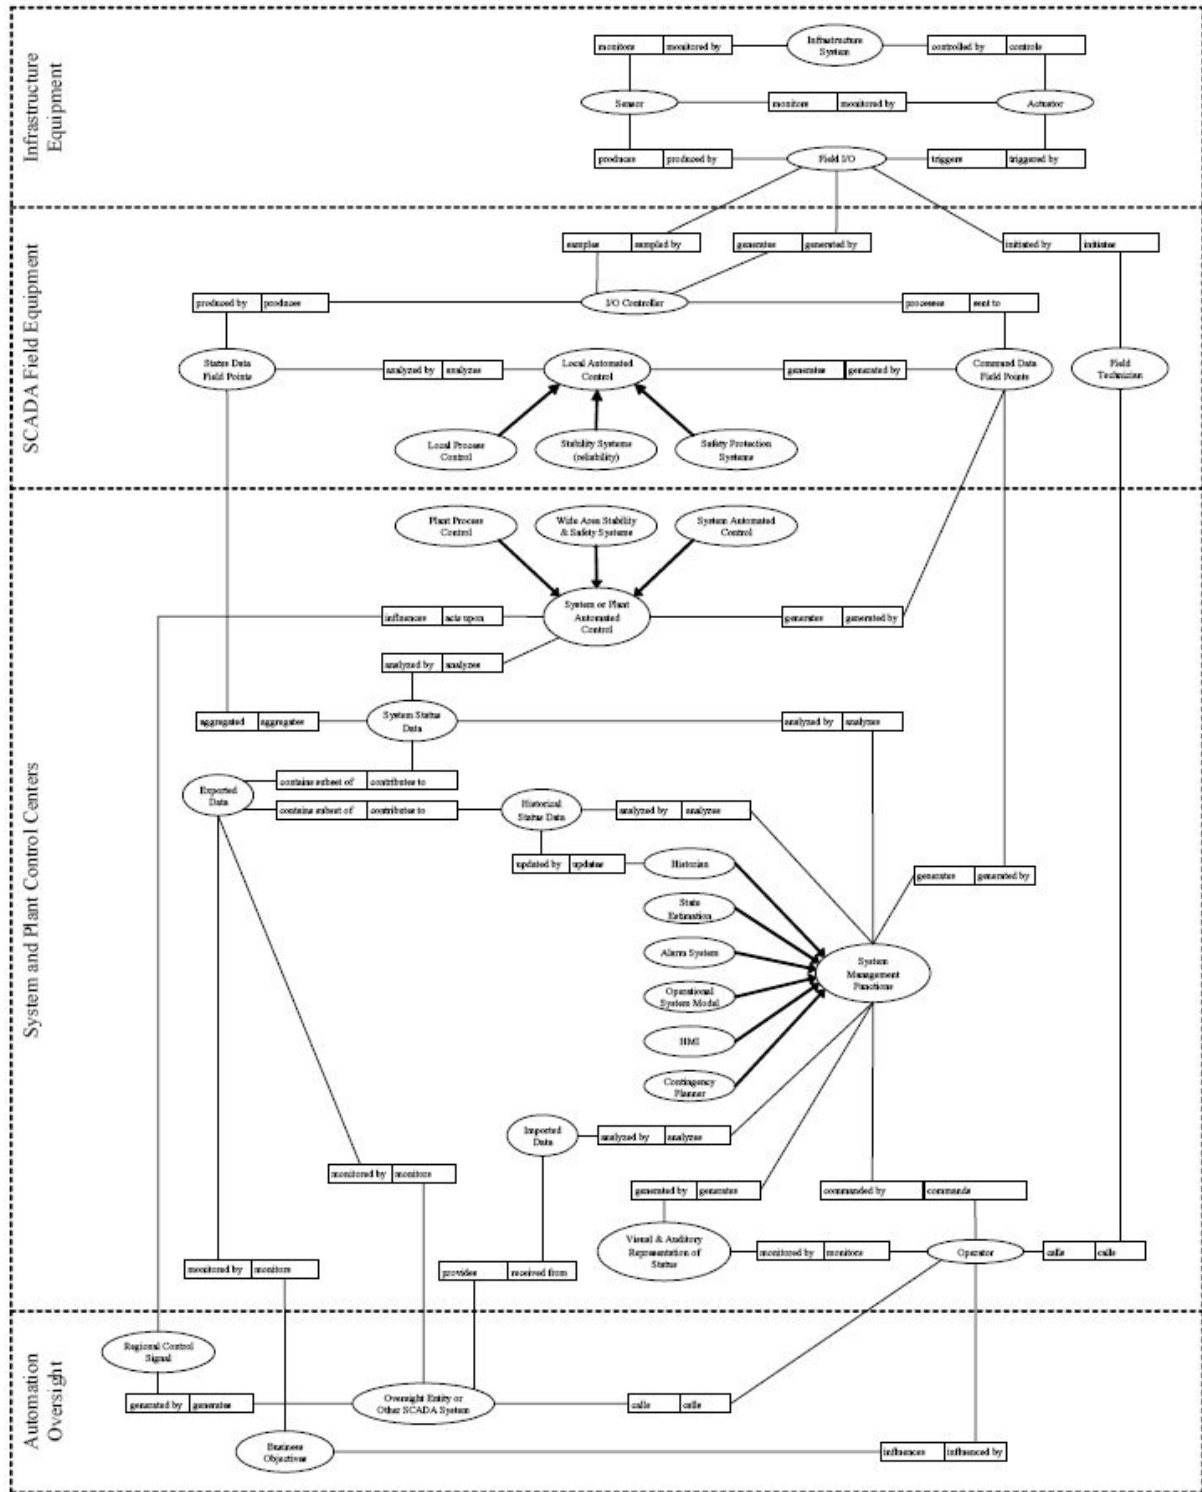 Infrastructure
Equipment
monitors monitored by
Infrastructure
System
controlled by controls
Sensor
monitors monitored by
Actuator
produces produced by
Field I/O
triggers triggered by
SCADA Field Equipment
samples sampled by
generates generated by
initiated by initiates
produced by produces
I/O Controller
processes sent to
Status Data
Field Points
analyzed by analyzes
Local Automated
Control
generates generated by
Command Data
Field Points
Field
Technician
Local Process
Control
Stability Systems
(reliability)
Safety Protection
Systems
System and Plant Control Centers
Plant Process
Control
Wide Area Stability
& Safety Systems
System Automated
Control
influences acts upon
System or Plant
Automated
Control
generates generated by
analyzed by analyzes
aggregated aggregates
System Status
Data
analyzed by analyzes
Exported
Data
contains subset of contributes to
contains subset of contributes to
Historical
Status Data
analyzed by analyzes
updated by updates
Historian
generates generated by
State
Estimation
Alarm System
System
Management
Functions
Operational
System Model
HMI
Contingency
Planner
Imported
Data
analyzed by analyzes
monitored by monitors
generated by generates
commanded by commands
Visual & Auditory
Representation of
Status
monitored by monitors
Operator
calls calls
monitored by monitors
provides received from
Automation
Oversight
Regional Control
Signal
generated by generates
Oversight Entity or
Other SCADA System
calls calls
Business
Objectives
influences influenced by